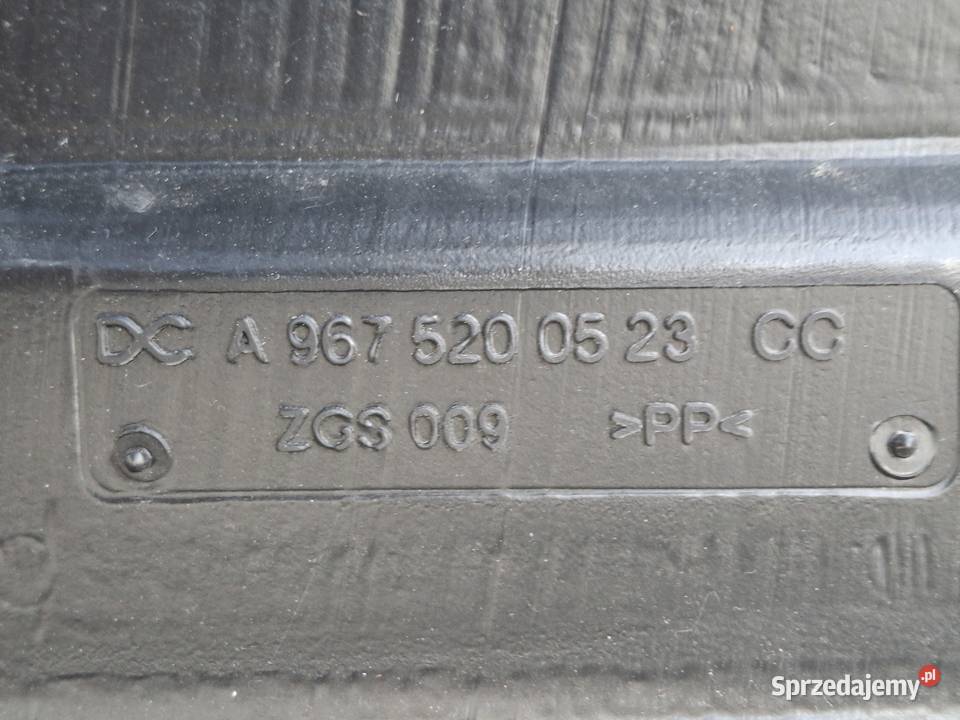 DC A 967 520 05 23 CC
ZGS 009 >PP<
Sprzedajemy.pl